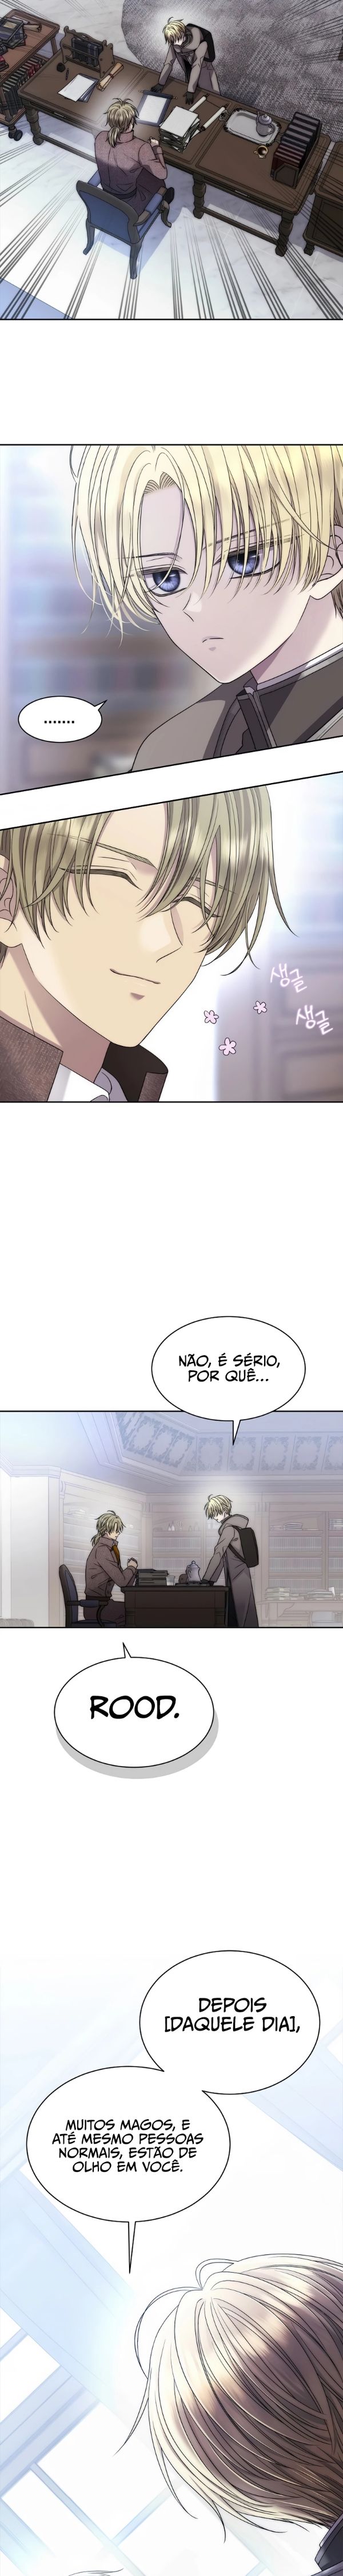 .......
생글
생글
NÃO, É SÉRIO,
POR QUÊ...
ROOD.
DEPOIS
[DAQUELE DIA],
MUITOS MAGOS, E
ATÉ MESMO PESSOAS
NORMAIS, ESTÃO DE
OLHO EM VOCÊ.